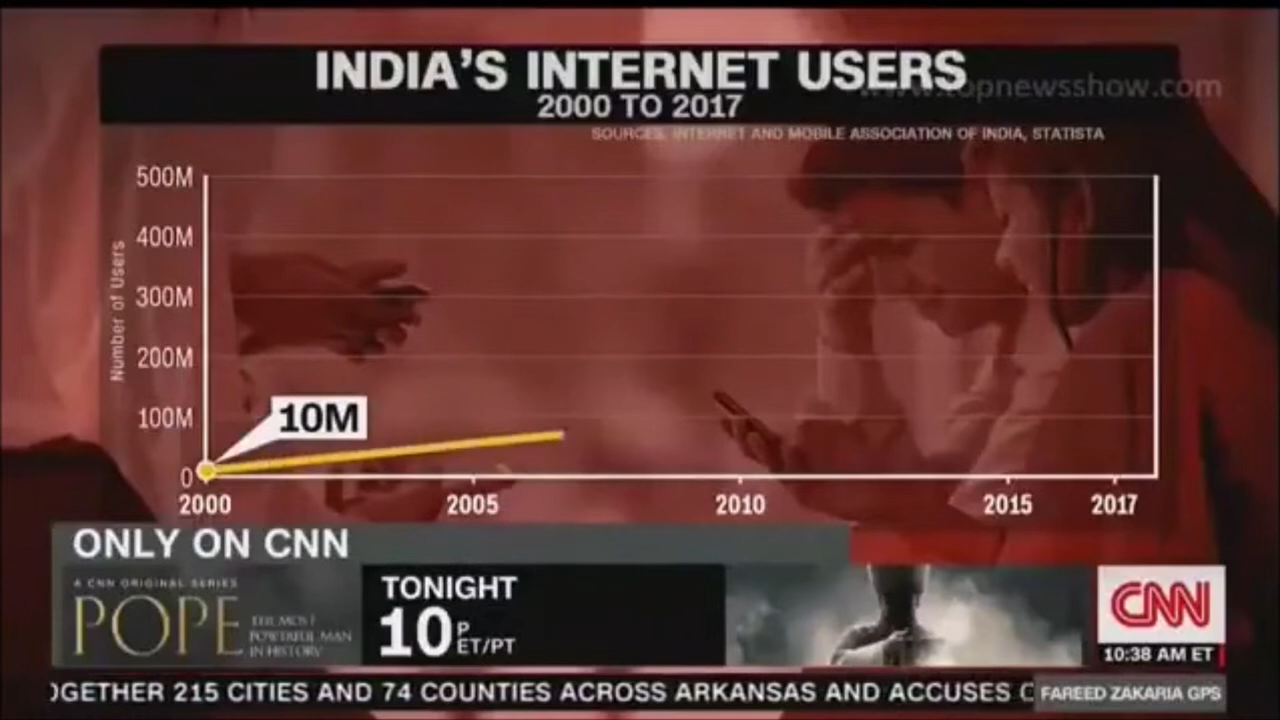 INDIA'S INTERNET USERS
2000 TO 2017
topnewsshow.com
SOURCES: INTERNET AND MOBILE ASSOCIATION OF INDIA, STATISTA
Number of Users
500M
400M
300M
200M
100M
0
10M
2000 2005 2010 2015 2017
ONLY ON CNN
A CNN ORIGINAL SERIES
POPE
THE MOST
POWERFUL MAN
IN HISTORY
TONIGHT
10 P
ET/PT
CNN
10:38 AM ET
OGETHER 215 CITIES AND 74 COUNTIES ACROSS ARKANSAS AND ACCUSES
FAREED ZAKARIA GPS